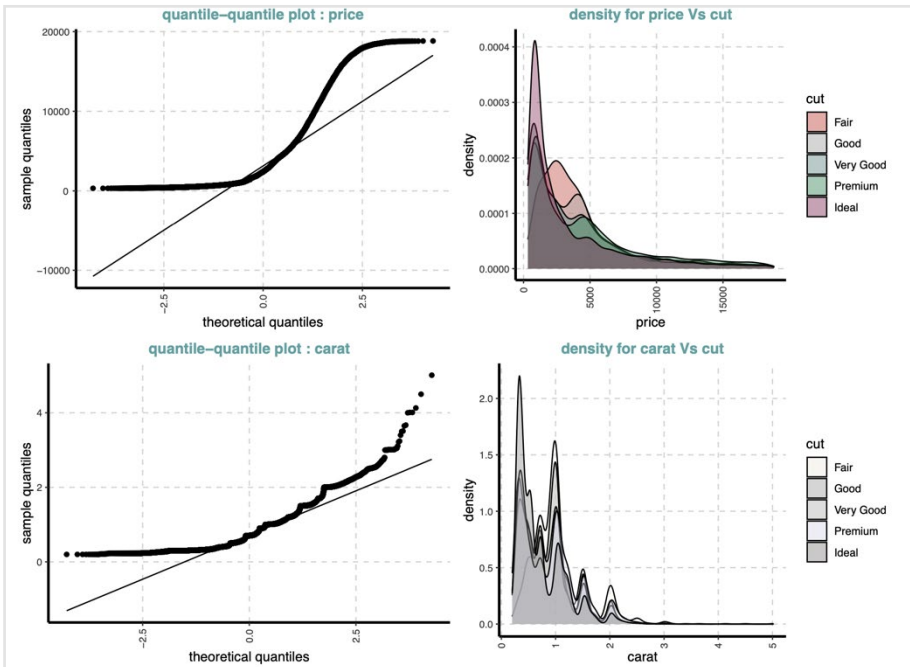 quantile−quantile plot : price
20000
10000
0
−10000
sample quantiles
−2.5
0.0
2.5
theoretical quantiles
density for price Vs cut
0.0004
0.0003
0.0002
0.0001
0.0000
density
0
5000
10000
15000
price
cut
Fair
Good
Very Good
Premium
Ideal
quantile−quantile plot : carat
4
2
0
sample quantiles
−2.5
0.0
2.5
theoretical quantiles
density for carat Vs cut
2.0
1.5
1.0
0.5
0.0
density
0
1
2
3
4
5
carat
cut
Fair
Good
Very Good
Premium
Ideal